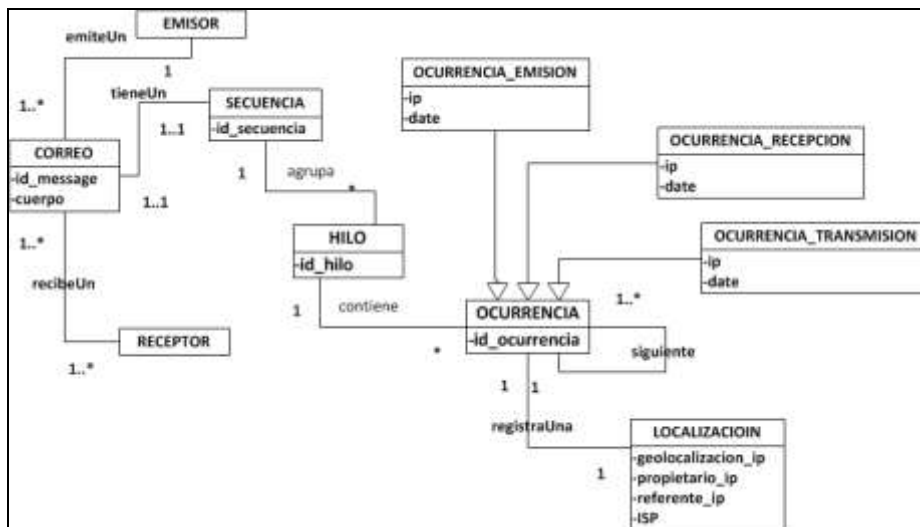 EMISOR
emiteUn
1
1..*
tieneUn
SECUENCIA
-id_secuencia
1..1
CORREO
-id_message
-cuerpo
1..1
1
agrupa
*
HILO
-id_hilo
1..*
recibeUn
1..*
RECEPTOR
1
contiene
*
OCURRENCIA_EMISION
-ip
-date
OCURRENCIA_RECEPCION
-ip
-date
OCURRENCIA_TRANSMISION
-ip
-date
OCURRENCIA
-id_ocurrencia
1..*
siguiente
1
1
registraUna
1
LOCALIZACIOIN
-geolocalizacion_ip
-propietario_ip
-referente_ip
-ISP